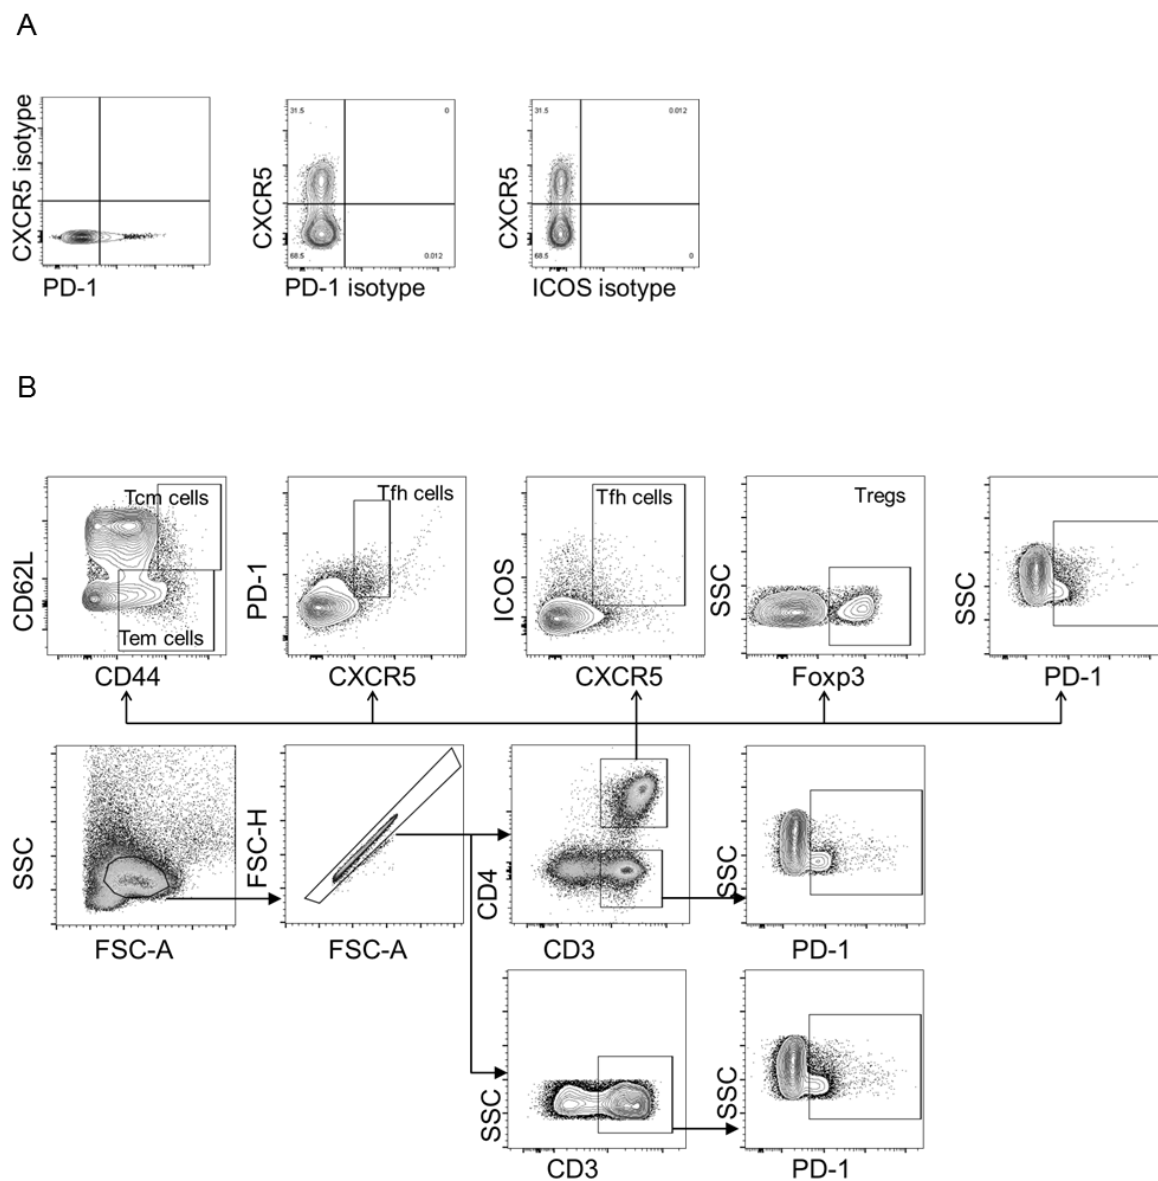 A
CXCR5 isotype
PD-1
31.5
0
68.5
0.012
CXCR5
PD-1 isotype
31.5
0.012
68.5
0
CXCR5
ICOS isotype
B
Tcm cells
Tem cells
CD62L
CD44
Tfh cells
PD-1
CXCR5
Tfh cells
ICOS
CXCR5
Tregs
SSC
Foxp3
SSC
PD-1
SSC
FSC-A
FSC-H
FSC-A
CD4
CD3
SSC
PD-1
SSC
CD3
SSC
PD-1